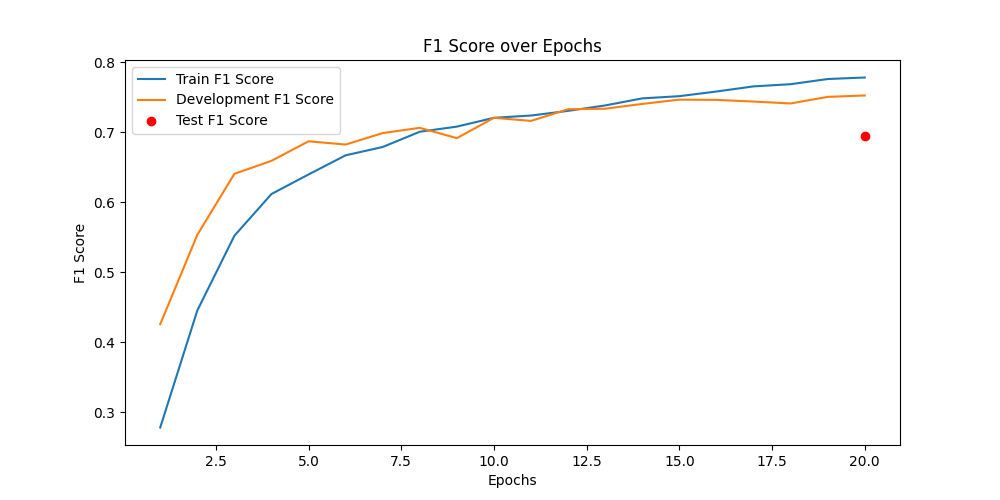 F1 Score over Epochs
Train F1 Score
Development F1 Score
Test F1 Score
F1 Score
0.8
0.7
0.6
0.5
0.4
0.3
2.5 5.0 7.5 10.0 12.5 15.0 17.5 20.0
Epochs